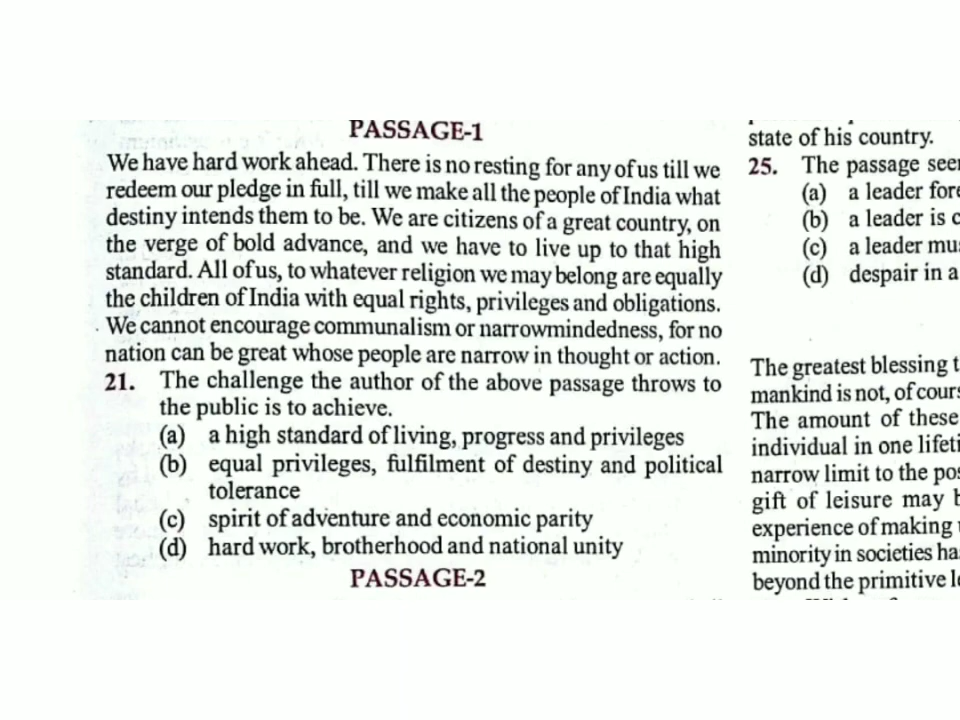 PASSAGE-1
We have hard work ahead. There is no resting for any of us till we
redeem our pledge in full, till we make all the people of India what
destiny intends them to be. We are citizens of a great country, on
the verge of bold advance, and we have to live up to that high
standard. All of us, to whatever religion we may belong are equally
the children of India with equal rights, privileges and obligations.
We cannot encourage communalism or narrowmindedness, for no
nation can be great whose people are narrow in thought or action.
21. The challenge the author of the above passage throws to
the public is to achieve.
(a) a high standard of living, progress and privileges
(b) equal privileges, fulfilment of destiny and political
tolerance
(c) spirit of adventure and economic parity
(d) hard work, brotherhood and national unity
PASSAGE-2
state of his country.
25. The passage
(a) a leader
(b) a leader is
(c) a leader
(d) despair in a
The greatest blessing
mankind is not, of
The amount of these
individual in one
narrow limit to the
gift of leisure may
experience of making
minority in societies
beyond the primitive